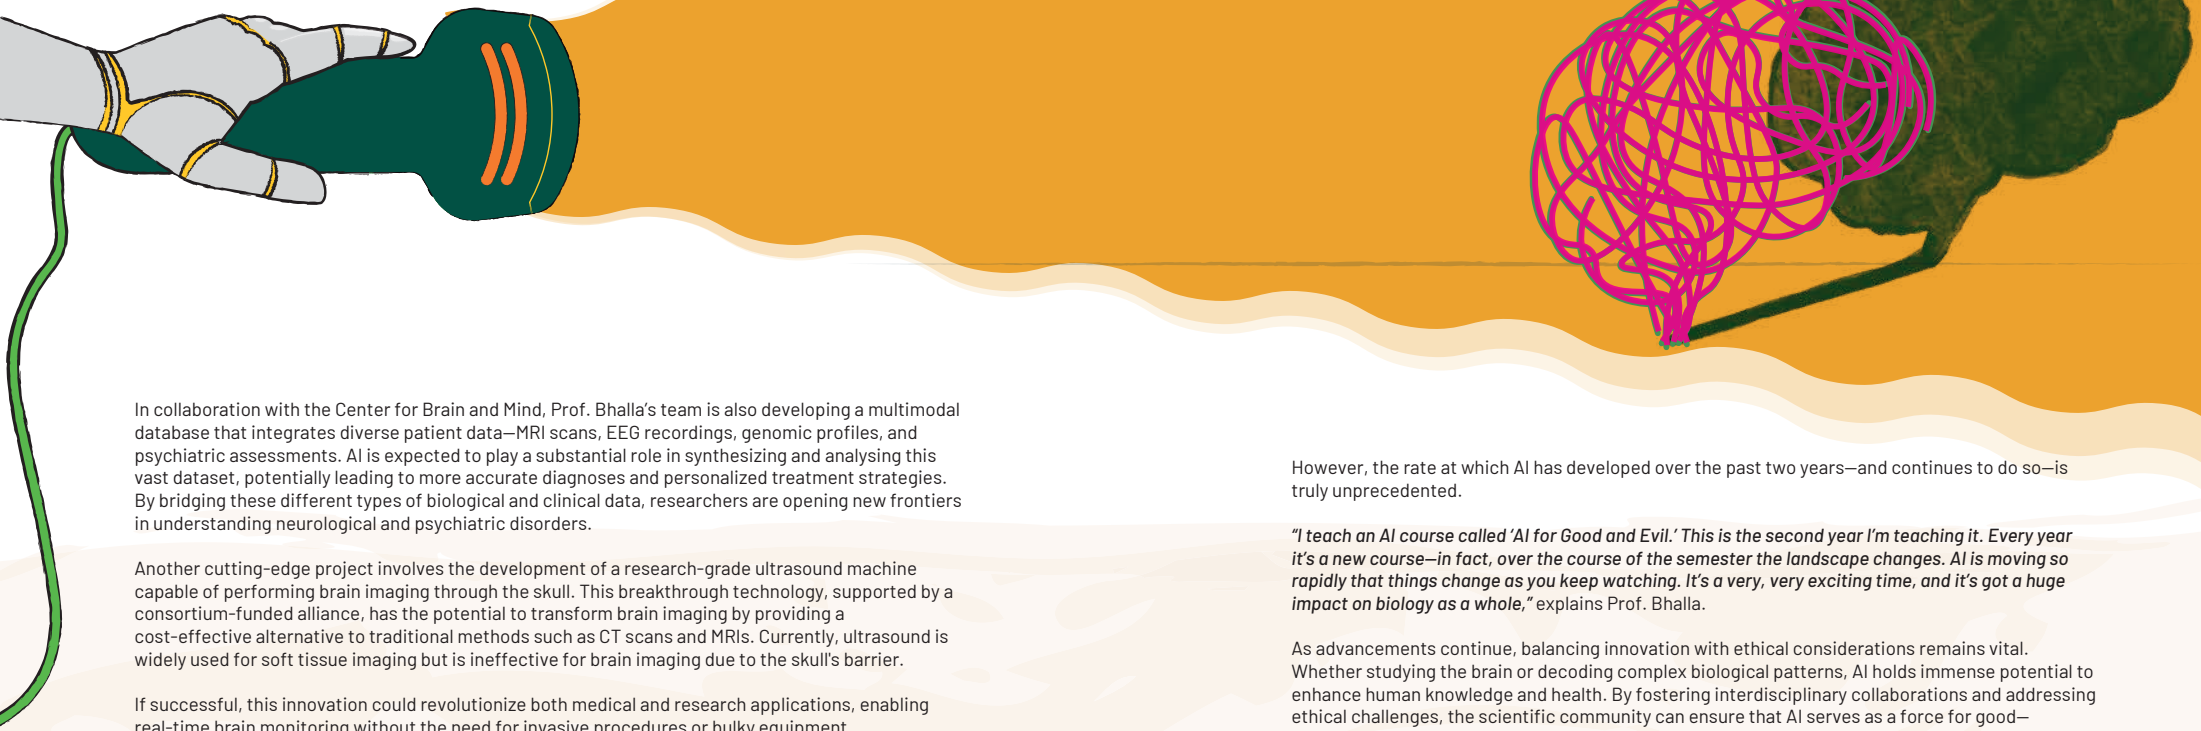 In collaboration with the Center for Brain and Mind, Prof. Bhalla's team is also developing a multimodal
database that integrates diverse patient data—MRI scans, EEG recordings, genomic profiles, and
psychiatric assessments. AI is expected to play a substantial role in synthesizing and analysing this
vast dataset, potentially leading to more accurate diagnoses and personalized treatment strategies.
By bridging these different types of biological and clinical data, researchers are opening new frontiers
in understanding neurological and psychiatric disorders.
Another cutting-edge project involves the development of a research-grade ultrasound machine
capable of performing brain imaging through the skull. This breakthrough technology, supported by a
consortium-funded alliance, has the potential to transform brain imaging by providing a
cost-effective alternative to traditional methods such as CT scans and MRIs. Currently, ultrasound is
widely used for soft tissue imaging but is ineffective for brain imaging due to the skull's barrier.
If successful, this innovation could revolutionize both medical and research applications, enabling
real-time brain monitoring without the need for invasive procedures or bulky equipment.
However, the rate at which AI has developed over the past two years—and continues to do so—is
truly unprecedented.
“I teach an AI course called ‘AI for Good and Evil.’ This is the second year I’m teaching it. Every year
it’s a new course—in fact, over the course of the semester the landscape changes. AI is moving so
rapidly that things change as you keep watching. It’s a very, very exciting time, and it’s got a huge
impact on biology as a whole,” explains Prof. Bhalla.
As advancements continue, balancing innovation with ethical considerations remains vital.
Whether studying the brain or decoding complex biological patterns, AI holds immense potential to
enhance human knowledge and health. By fostering interdisciplinary collaborations and addressing
ethical challenges, the scientific community can ensure that AI serves as a force for good—